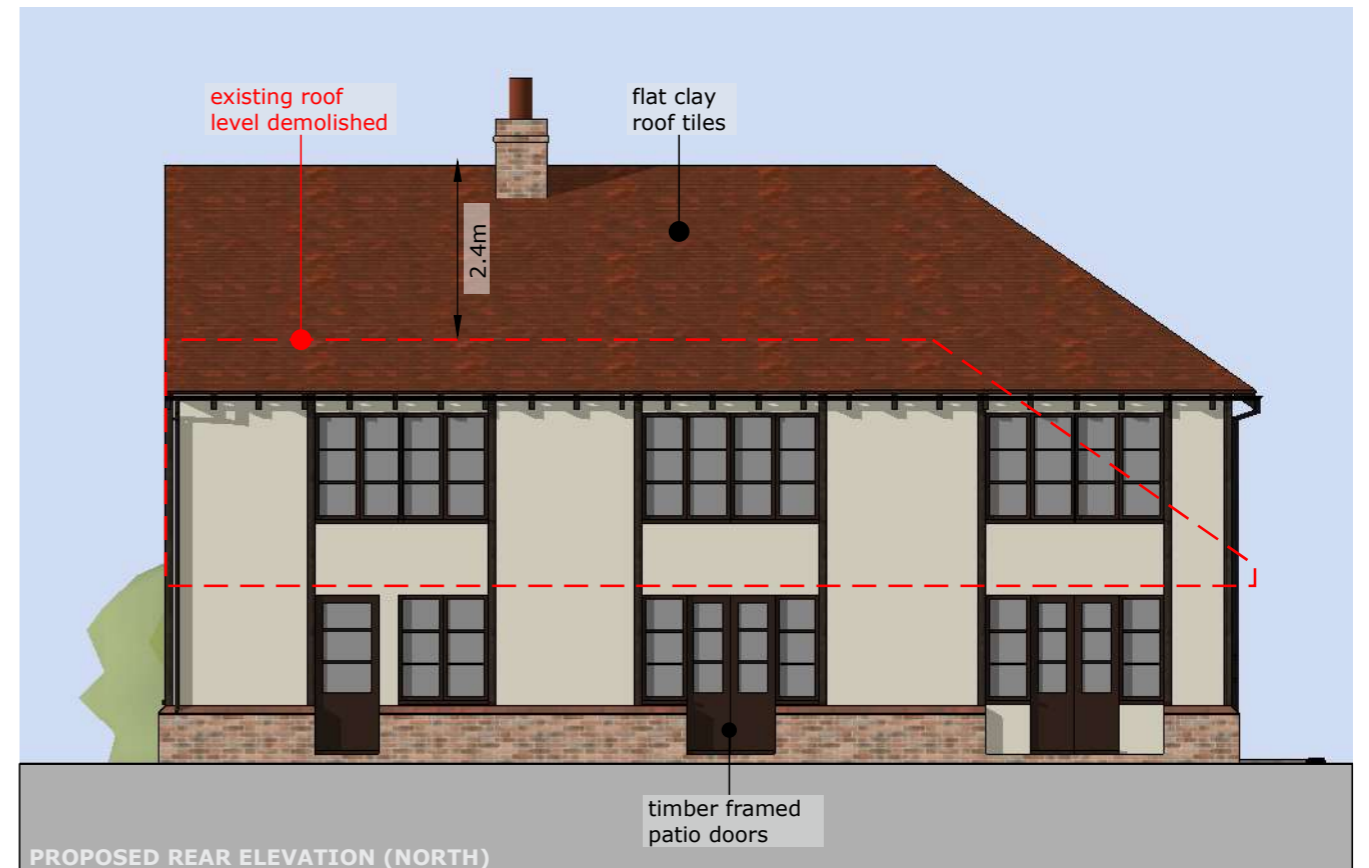 existing roof
level demolished
flat clay
roof tiles
2.4m
timber framed
patio doors
PROPOSED REAR ELEVATION (NORTH)